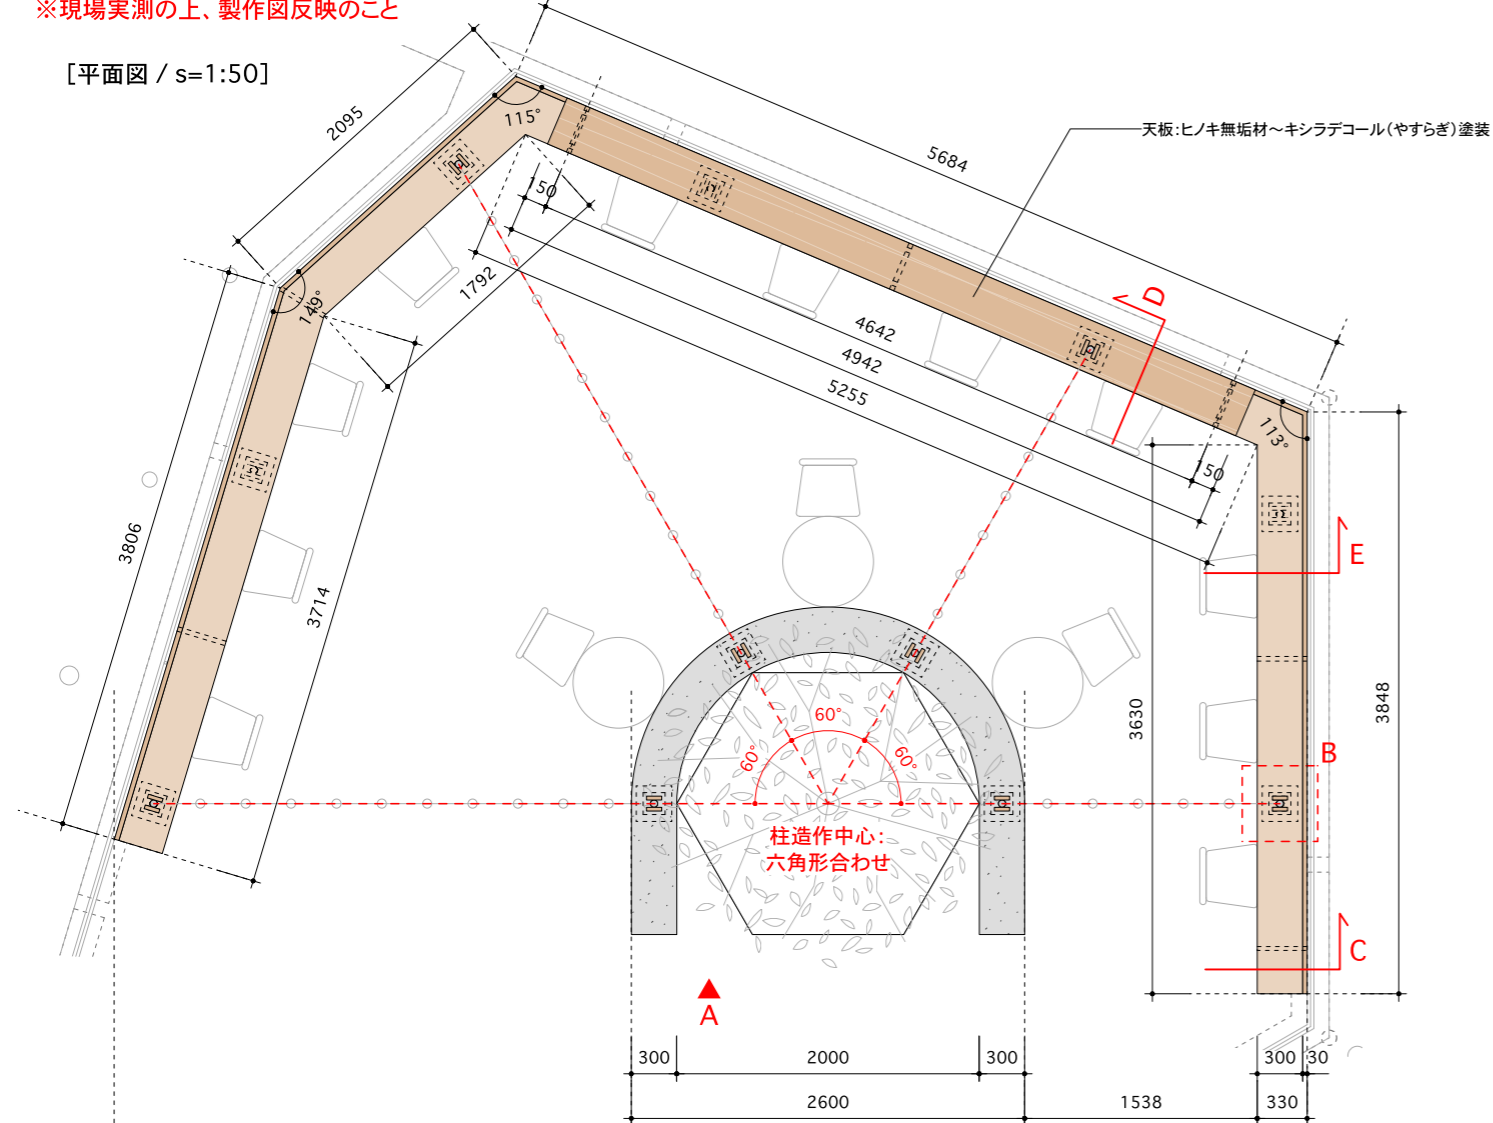 ※現場実測の上、製作図反映のこと
[平面図 / s=1:50]
2095
115°
5684
天板:ヒノキ無垢材～キシラデコール(やすらぎ)塗装
150
1792
149°
4642
4942
5255
D
113°
150
3806
3714
E
3630
3848
B
60°
60°
60°
柱造作中心:
六角形合わせ
C
A
300
2000
300
300
30
2600
1538
330